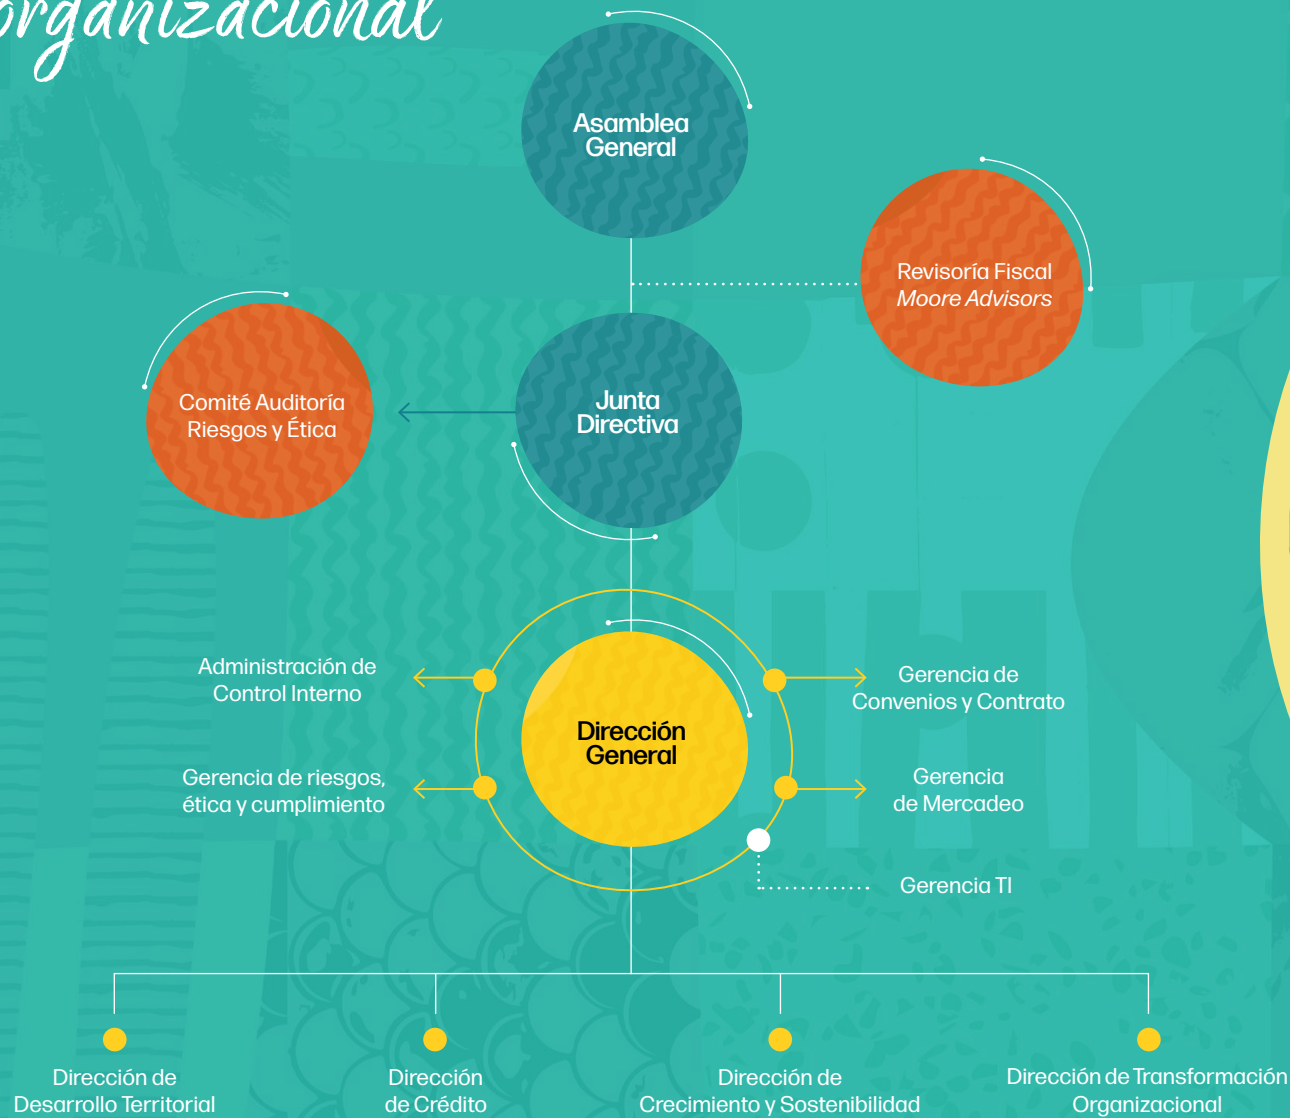 organizacional
Asamblea
General
Revisoría Fiscal
Moore Advisors
Comité Auditoría
Riesgos y Ética
Junta
Directiva
Administración de
Control Interno
Gerencia de
Convenios y Contrato
Dirección
General
Gerencia de riesgos,
ética y cumplimiento
Gerencia
de Mercadeo
Gerencia TI
Dirección de
Desarrollo Territorial
Dirección
de Crédito
Dirección de
Crecimiento y Sostenibilidad
Dirección de Transformación
Organizacional